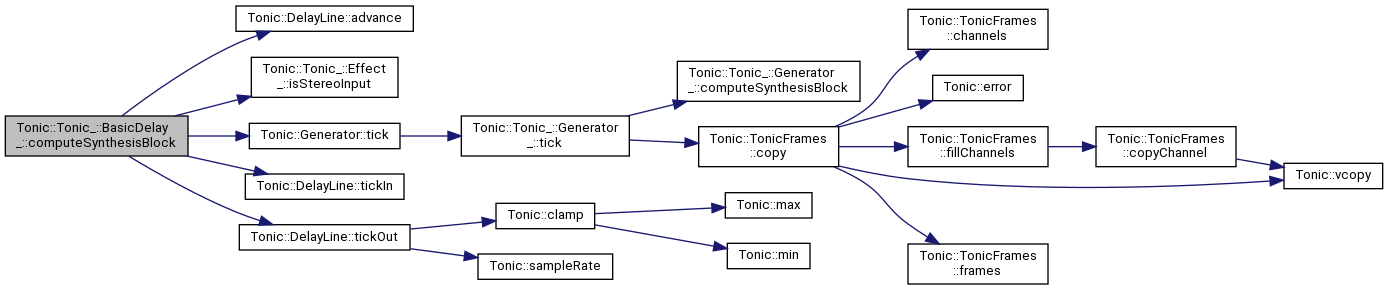 Tonic::Tonic_::BasicDelay
_::computeSynthesisBlock
Tonic::DelayLine::advance
Tonic::Tonic_::Effect
_::isStereoInput
Tonic::Generator::tick
Tonic::DelayLine::tickIn
Tonic::DelayLine::tickOut
Tonic::Tonic_::Generator
_::tick
Tonic::clamp
Tonic::sampleRate
Tonic::Tonic_::Generator
_::computeSynthesisBlock
Tonic::TonicFrames
::copy
Tonic::max
Tonic::min
Tonic::TonicFrames
::channels
Tonic::error
Tonic::TonicFrames
::fillChannels
Tonic::TonicFrames
::frames
Tonic::TonicFrames
::copyChannel
Tonic::vcopy